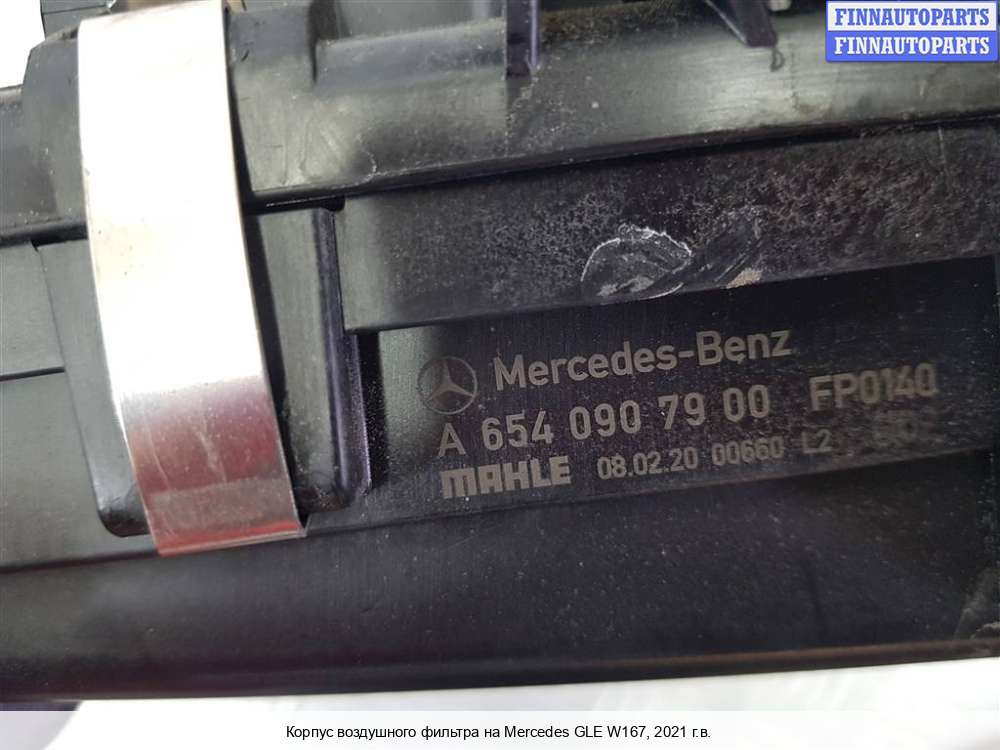 FINNAUTOPARTS
FINNAUTOPARTS
Mercedes-Benz
A 654 090 79 00 FP0140
MAHLE 08.02.20 00660 L2
Корпус воздушного фильтра на Mercedes GLE W167, 2021 г.в.